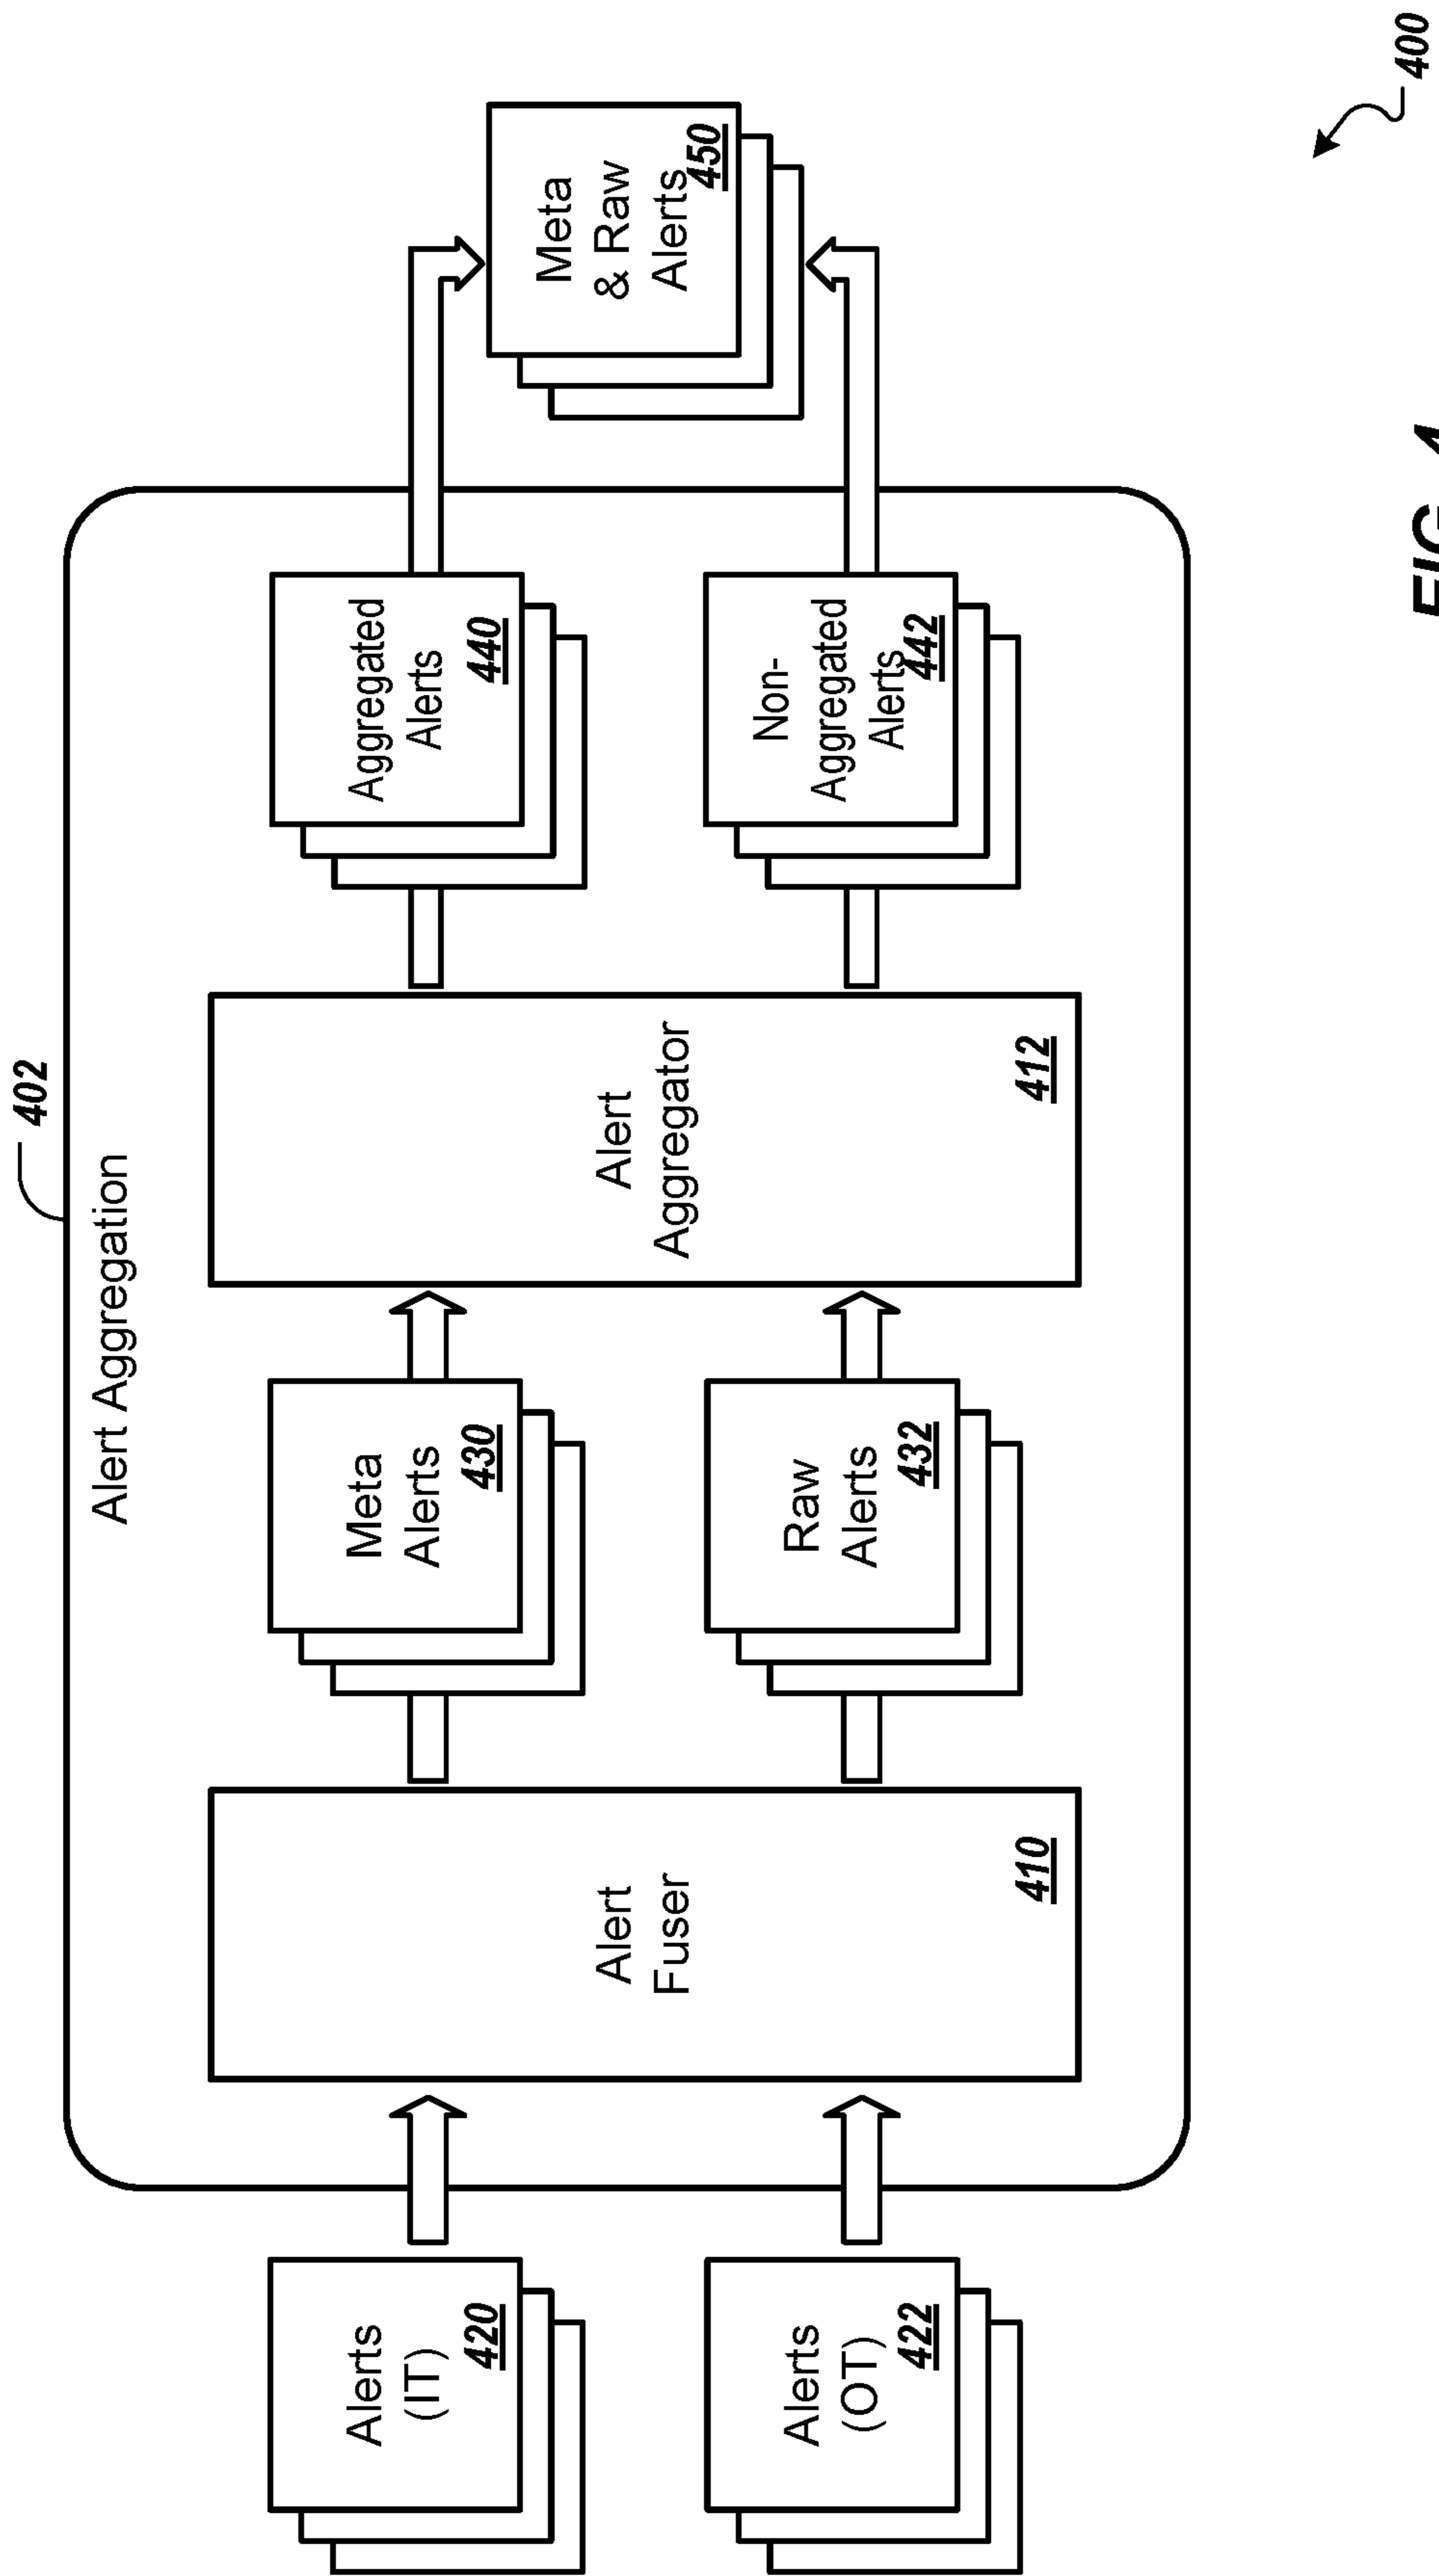 402
Alert Aggregation
Alerts
(IT)
420
Alerts
(OT)
422
Alert
Fuser
410
Meta
Alerts
430
Raw
Alerts
432
Alert
Aggregator
412
Aggregated
Alerts
440
Non-
Aggregated
Alerts
442
Meta
& Raw
Alerts
450
400
FIG. 4